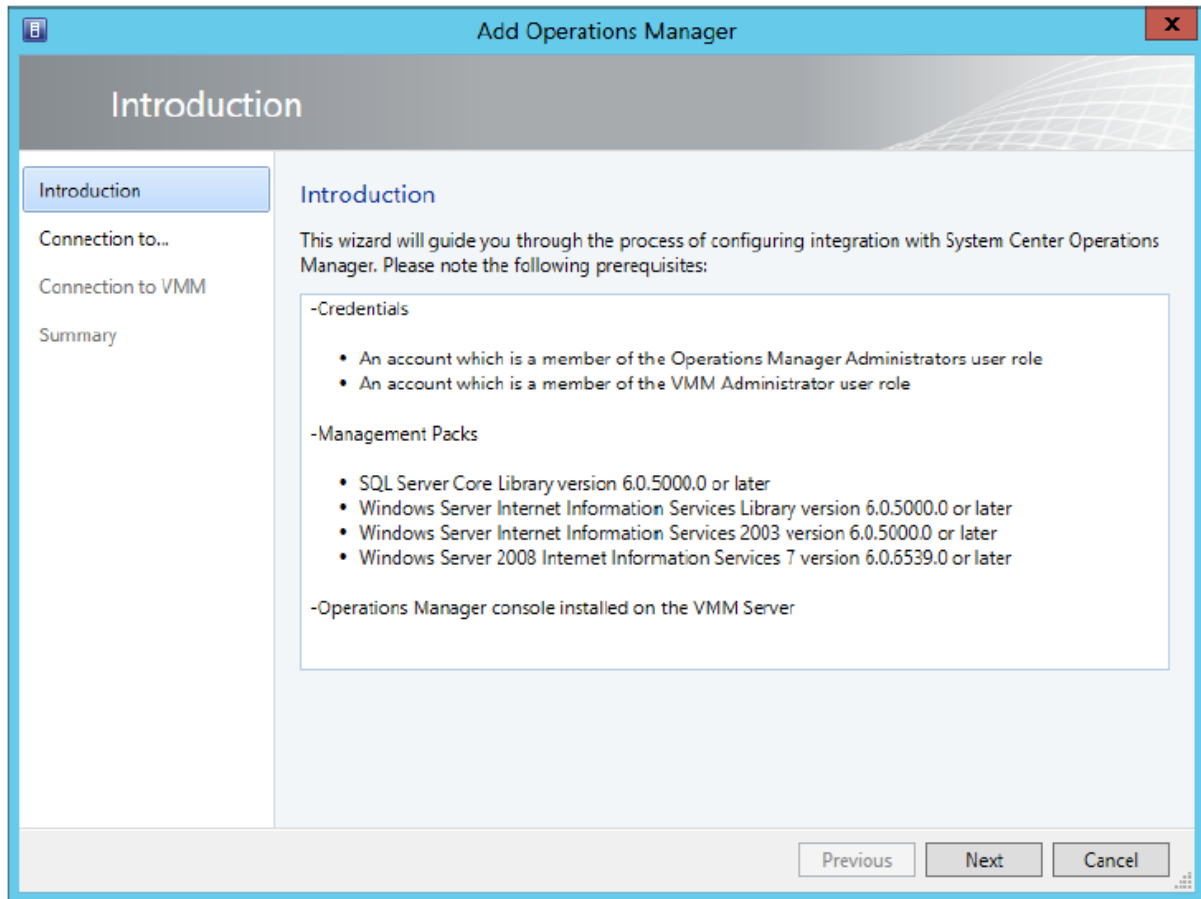 Add Operations Manager
x
Introduction
Introduction
Connection to...
Connection to VMM
Summary
Introduction
This wizard will guide you through the process of configuring integration with System Center Operations
Manager. Please note the following prerequisites:
-Credentials
• An account which is a member of the Operations Manager Administrators user role
• An account which is a member of the VMM Administrator user role
-Management Packs
• SQL Server Core Library version 6.0.5000.0 or later
• Windows Server Internet Information Services Library version 6.0.5000.0 or later
• Windows Server Internet Information Services 2003 version 6.0.5000.0 or later
• Windows Server 2008 Internet Information Services 7 version 6.0.6539.0 or later
-Operations Manager console installed on the VMM Server
Previous
Next
Cancel